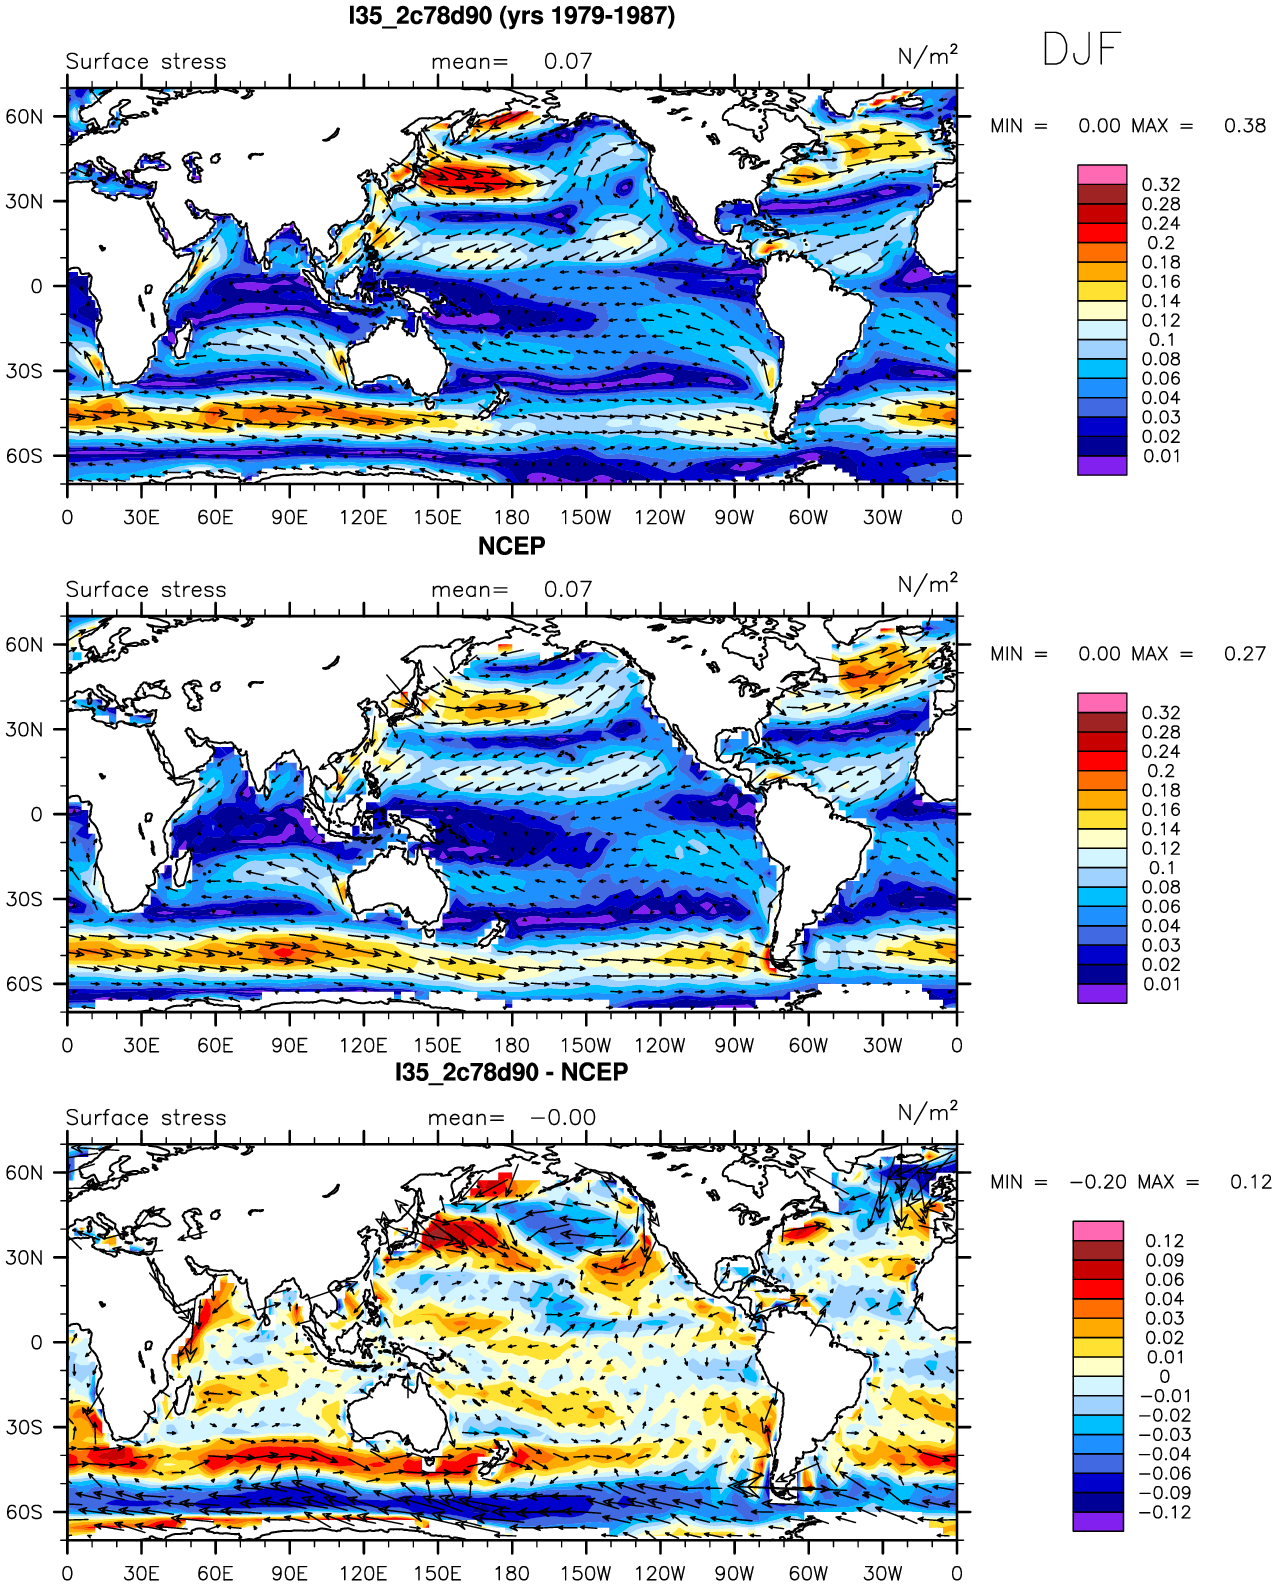 I35_2c78d90 (yrs 1979-1987)
DJF
Surface stress mean= 0.07 N/m²
60N
30N
0
30S
60S
0 30E 60E 90E 120E 150E 180 150W 120W 90W 60W 30W 0
MIN = 0.00 MAX = 0.38
0.32
0.28
0.24
0.2
0.18
0.16
0.14
0.12
0.1
0.08
0.06
0.04
0.03
0.02
0.01
NCEP
Surface stress mean= 0.07 N/m²
60N
30N
0
30S
60S
0 30E 60E 90E 120E 150E 180 150W 120W 90W 60W 30W 0
MIN = 0.00 MAX = 0.27
0.32
0.28
0.24
0.2
0.18
0.16
0.14
0.12
0.1
0.08
0.06
0.04
0.03
0.02
0.01
I35_2c78d90 - NCEP
Surface stress mean= −0.00 N/m²
60N
30N
0
30S
60S
0 30E 60E 90E 120E 150E 180 150W 120W 90W 60W 30W 0
MIN = −0.20 MAX = 0.12
0.12
0.09
0.06
0.04
0.03
0.02
0.01
0
−0.01
−0.02
−0.03
−0.04
−0.06
−0.09
−0.12